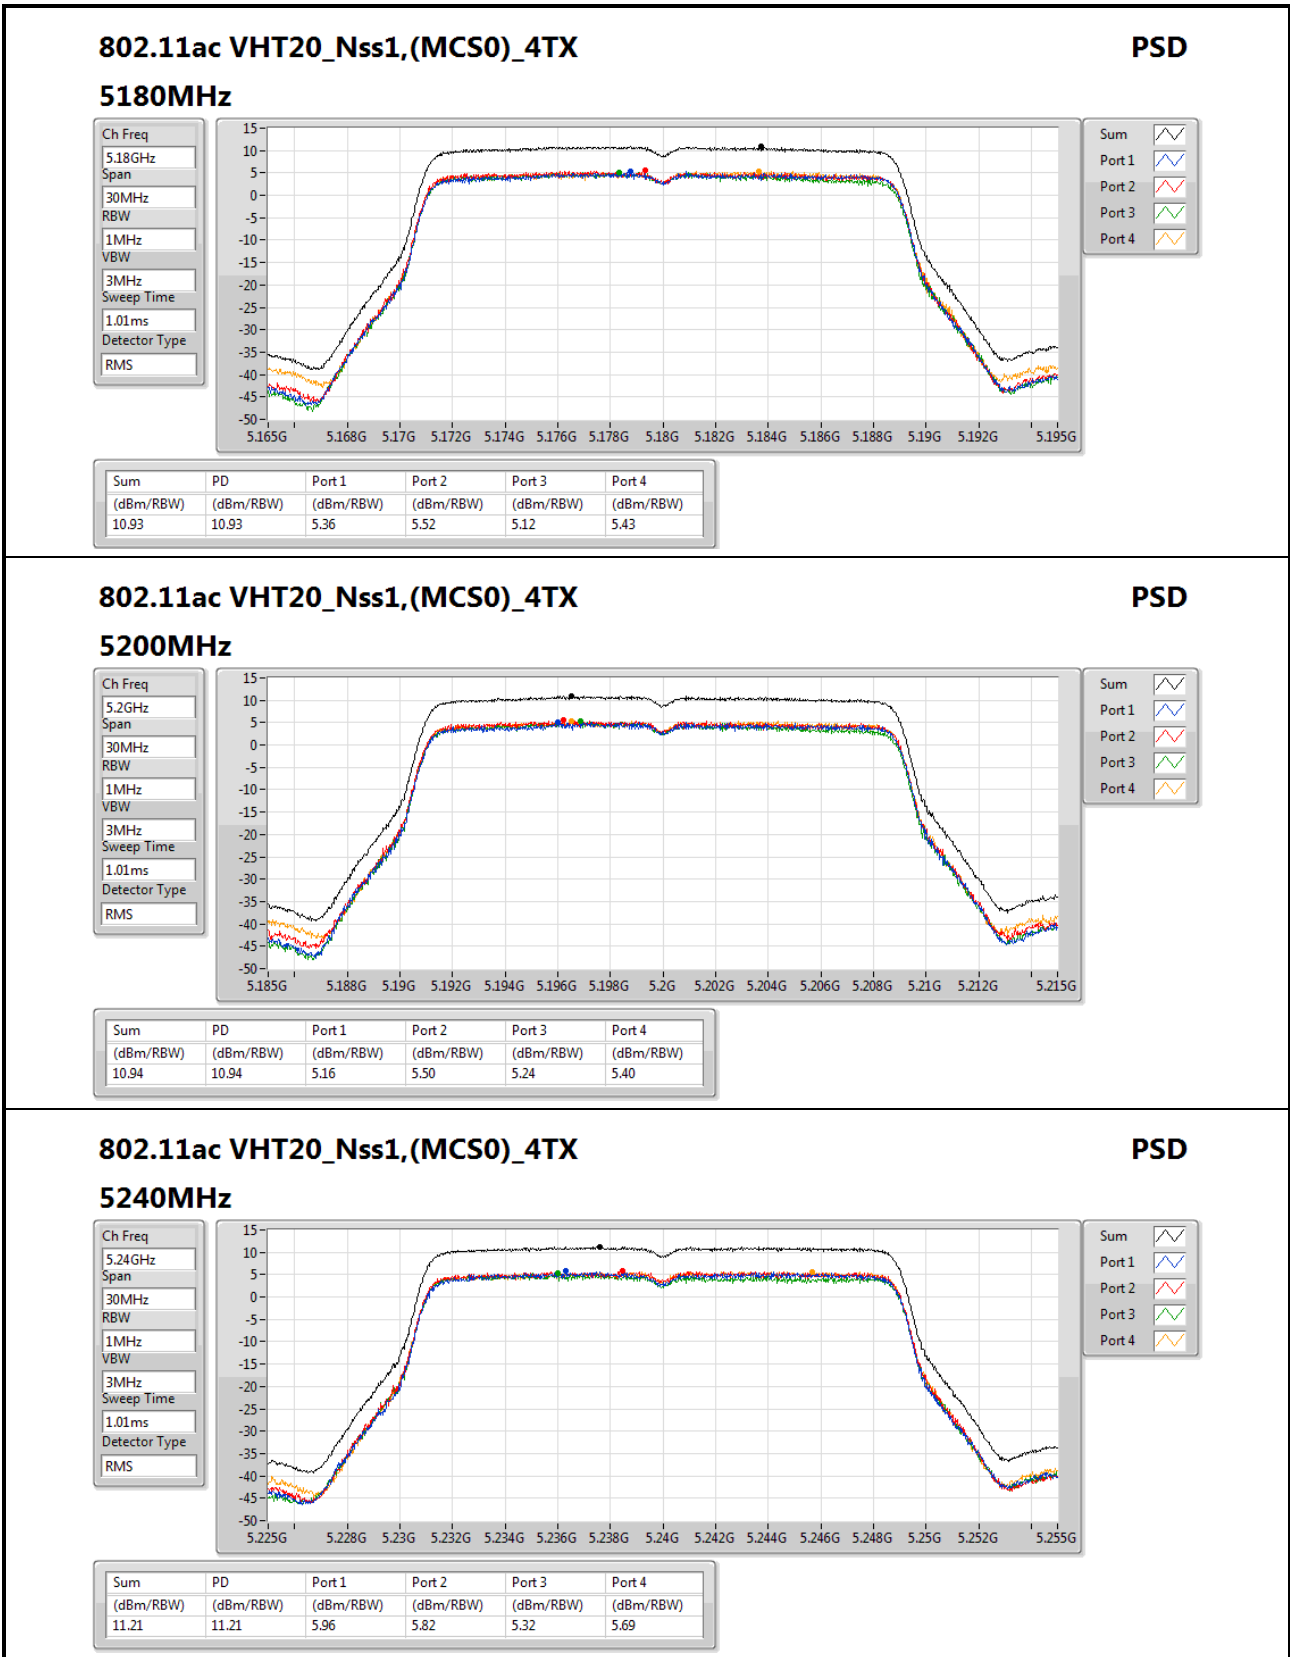 802.11ac VHT20_Nss1,(MCS0)_4TX PSD
5180MHz
Ch Freq
5.18GHz
Span
30MHz
RBW
1MHz
VBW
3MHz
Sweep Time
1.01ms
Detector Type
RMS
15
10
5
0
-5
-10
-15
-20
-25
-30
-35
-40
-45
-50
5.165G 5.168G 5.17G 5.172G 5.174G 5.176G 5.178G 5.18G 5.182G 5.184G 5.186G 5.188G 5.19G 5.192G 5.195G
Sum
Port 1
Port 2
Port 3
Port 4
Sum PD Port 1 Port 2 Port 3 Port 4
(dBm/RBW) (dBm/RBW) (dBm/RBW) (dBm/RBW) (dBm/RBW) (dBm/RBW)
10.93 10.93 5.36 5.52 5.12 5.43
802.11ac VHT20_Nss1,(MCS0)_4TX PSD
5200MHz
Ch Freq
5.2GHz
Span
30MHz
RBW
1MHz
VBW
3MHz
Sweep Time
1.01ms
Detector Type
RMS
15
10
5
0
-5
-10
-15
-20
-25
-30
-35
-40
-45
-50
5.185G 5.188G 5.19G 5.192G 5.194G 5.196G 5.198G 5.2G 5.202G 5.204G 5.206G 5.208G 5.21G 5.212G 5.215G
Sum
Port 1
Port 2
Port 3
Port 4
Sum PD Port 1 Port 2 Port 3 Port 4
(dBm/RBW) (dBm/RBW) (dBm/RBW) (dBm/RBW) (dBm/RBW) (dBm/RBW)
10.94 10.94 5.16 5.50 5.24 5.40
802.11ac VHT20_Nss1,(MCS0)_4TX PSD
5240MHz
Ch Freq
5.24GHz
Span
30MHz
RBW
1MHz
VBW
3MHz
Sweep Time
1.01ms
Detector Type
RMS
15
10
5
0
-5
-10
-15
-20
-25
-30
-35
-40
-45
-50
5.225G 5.228G 5.23G 5.232G 5.234G 5.236G 5.238G 5.24G 5.242G 5.244G 5.246G 5.248G 5.25G 5.252G 5.255G
Sum
Port 1
Port 2
Port 3
Port 4
Sum PD Port 1 Port 2 Port 3 Port 4
(dBm/RBW) (dBm/RBW) (dBm/RBW) (dBm/RBW) (dBm/RBW) (dBm/RBW)
11.21 11.21 5.96 5.82 5.32 5.69